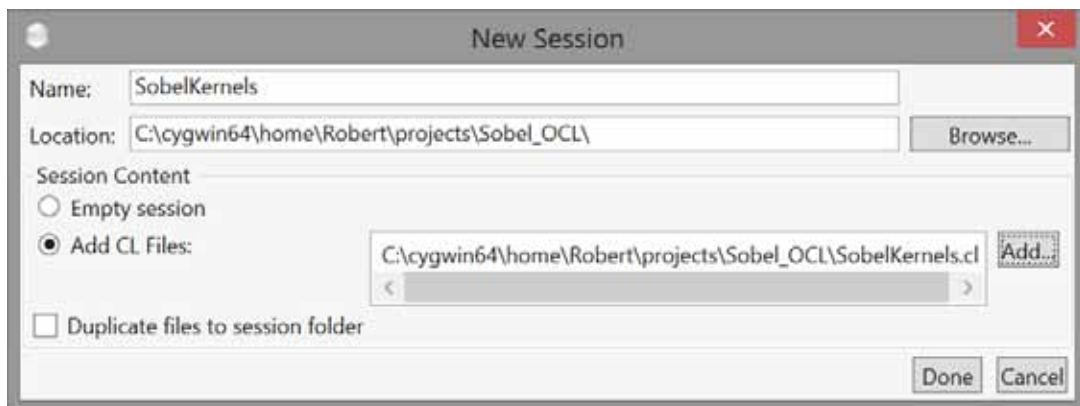 New Session
Name: SobelKernels
Location: C:\cygwin64\home\Robert\projects\Sobel_OCL\ Browse...
Session Content
Empty session
Add CL Files: C:\cygwin64\home\Robert\projects\Sobel_OCL\SobelKernels.cl Add...
Duplicate files to session folder
Done Cancel